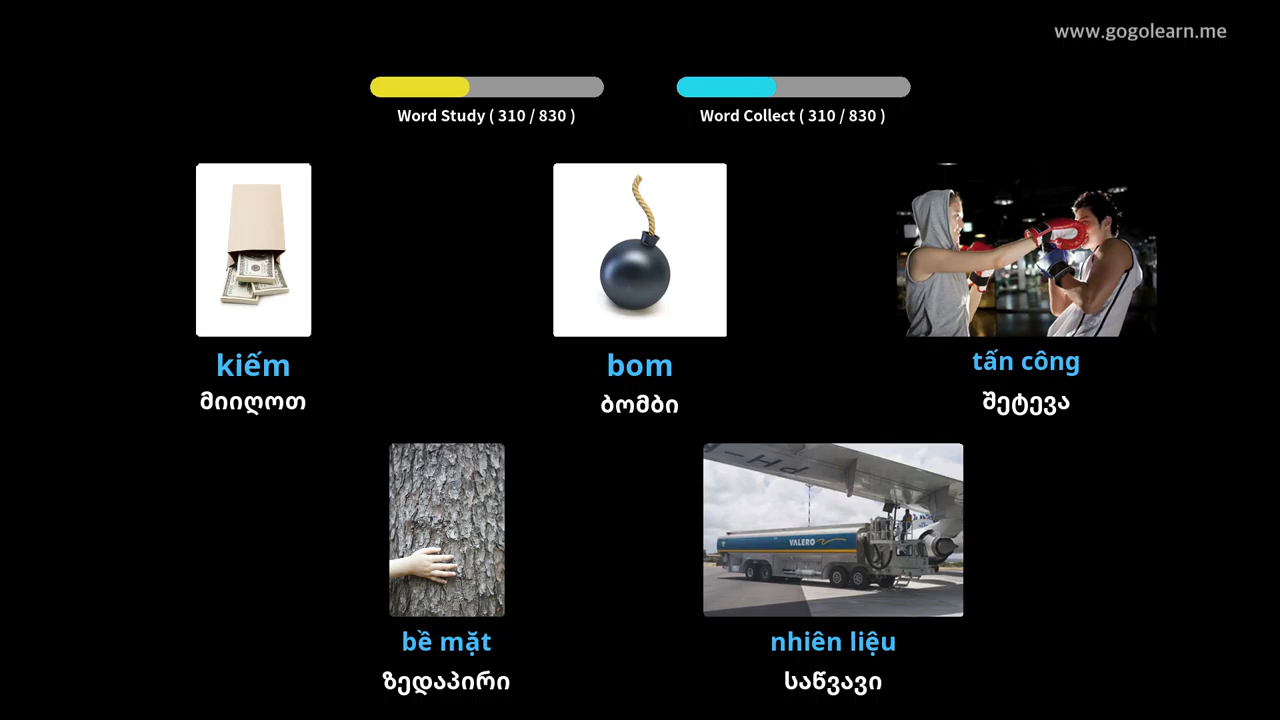 www.gogolearn.me
Word Study ( 310 / 830 )
Word Collect ( 310 / 830 )
kiếm
მიიღოთ
bom
ბომბი
tấn công
შეტევა
PH-
VALERO
bề mặt
ზედაპირი
nhiên liệu
საწვავი